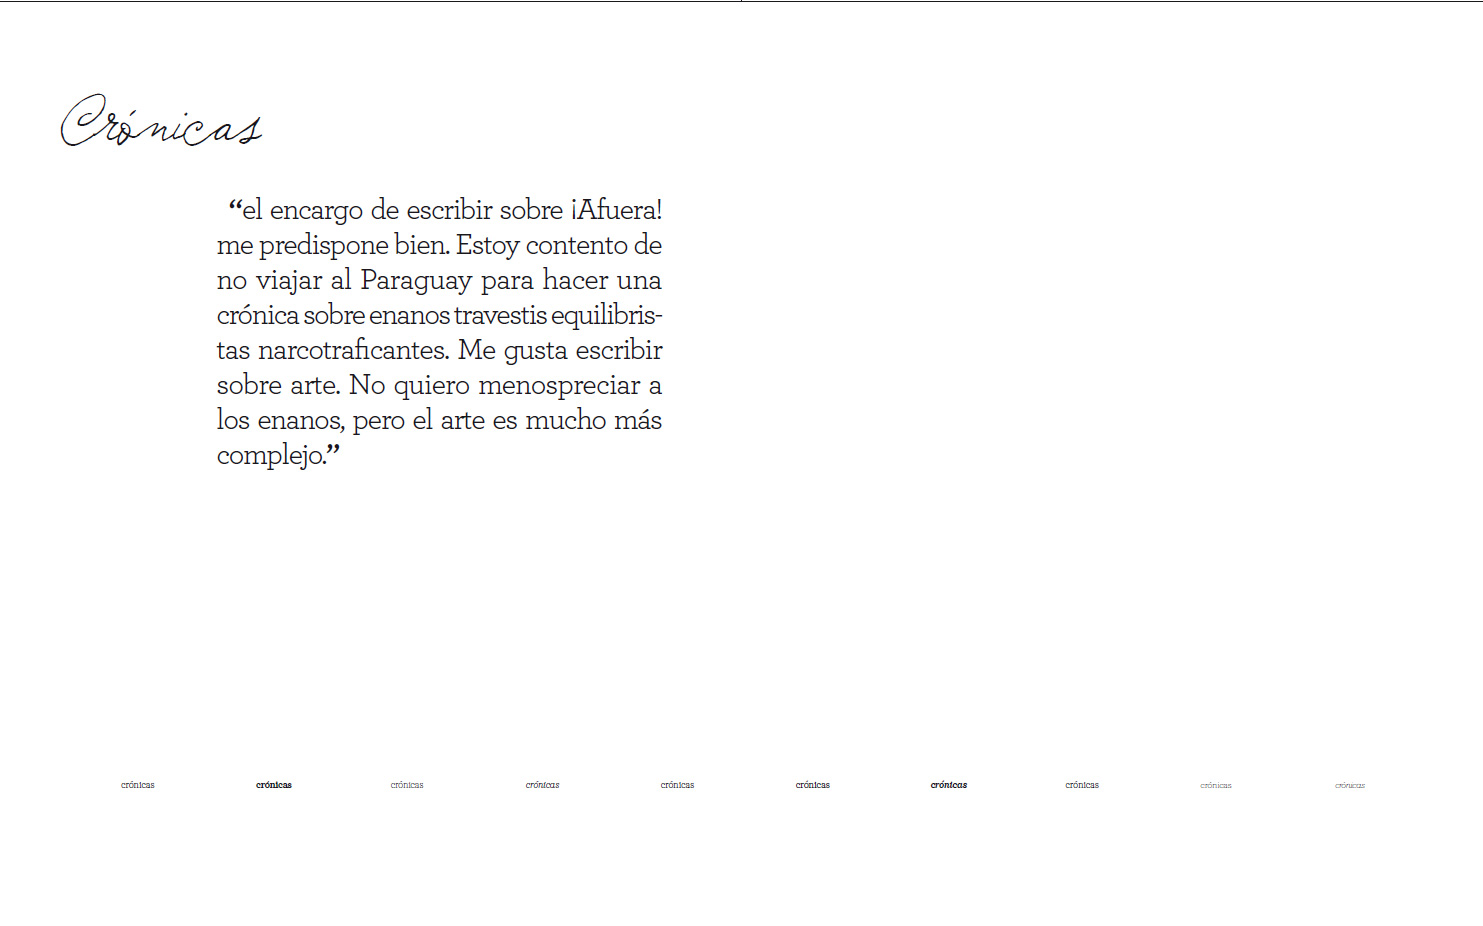 Crónicas
“el encargo de escribir sobre ¡Afuera!
me predispone bien. Estoy contento de
no viajar al Paraguay para hacer una
crónica sobre enanos travestis equilibris-
tas narcotraficantes. Me gusta escribir
sobre arte. No quiero menospreciar a
los enanos, pero el arte es mucho más
complejo.”
crónicas crónicas crónicas crónicas crónicas crónicas crónicas crónicas crónicas crónicas